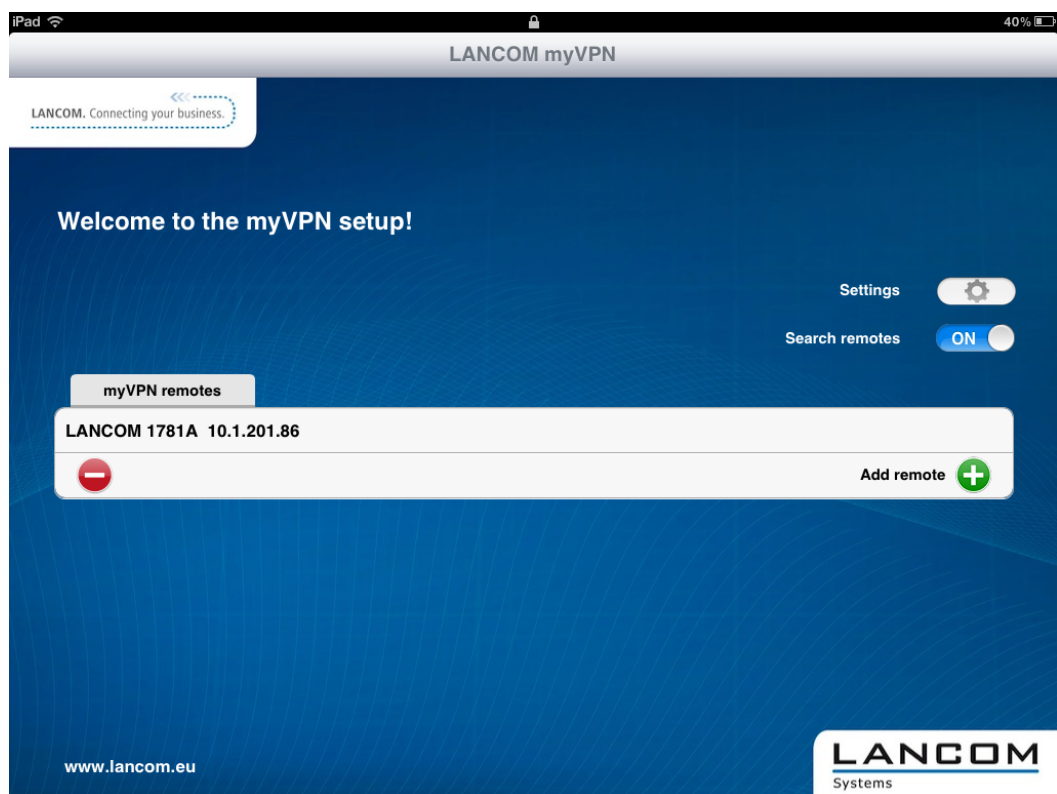 iPad 40%
LANCOM myVPN
LANCOM. Connecting your business.
Welcome to the myVPN setup!
Settings
Search remotes ON
myVPN remotes
LANCOM 1781A 10.1.201.86
Add remote
www.lancom.eu
LANCOM
Systems